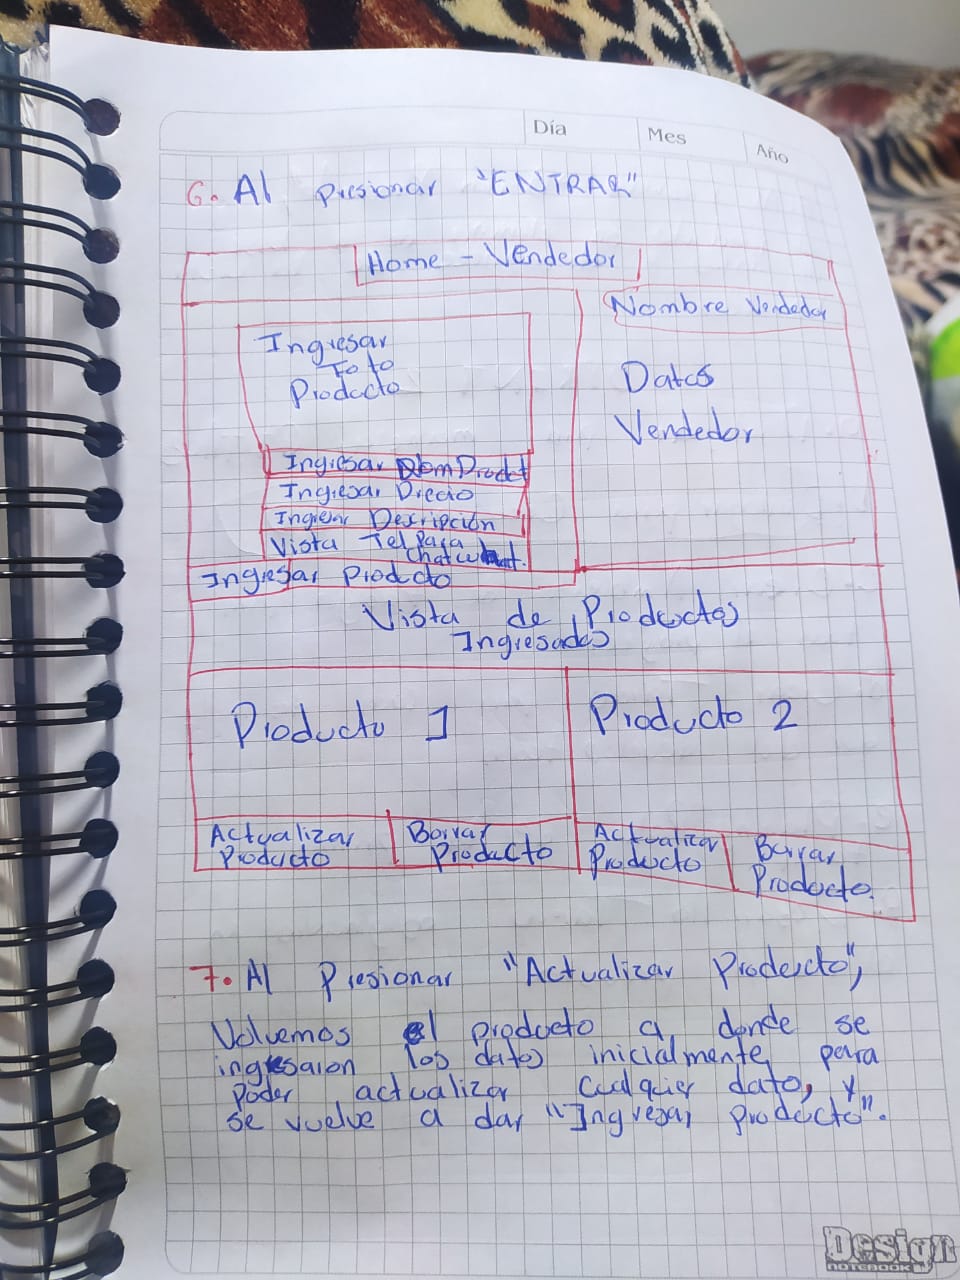 Día
Mes
Año
6. Al presionar "ENTRAR"
Home - Vendedor
Nombre Vendedor
Ingresar
Foto
Producto
Datos
Vendedor
Ingresar Nom Product
Ingresar Precio
Ingresar Descripción
Vista Tel Para
Chat
Ingresar Producto
Vista de Productos
Ingresados
Producto 1
Producto 2
Actualizar
Producto
Borrar
Producto
Actualizar
Producto
Borrar
Producto.
7. Al Presionar "Actualizar Producto",
Volvemos el producto a donde se
ingresaron los datos inicialmente para
poder actualizar cualquier dato, y
se vuelve a dar "Ingresar producto".
Design
NOTEBOOK